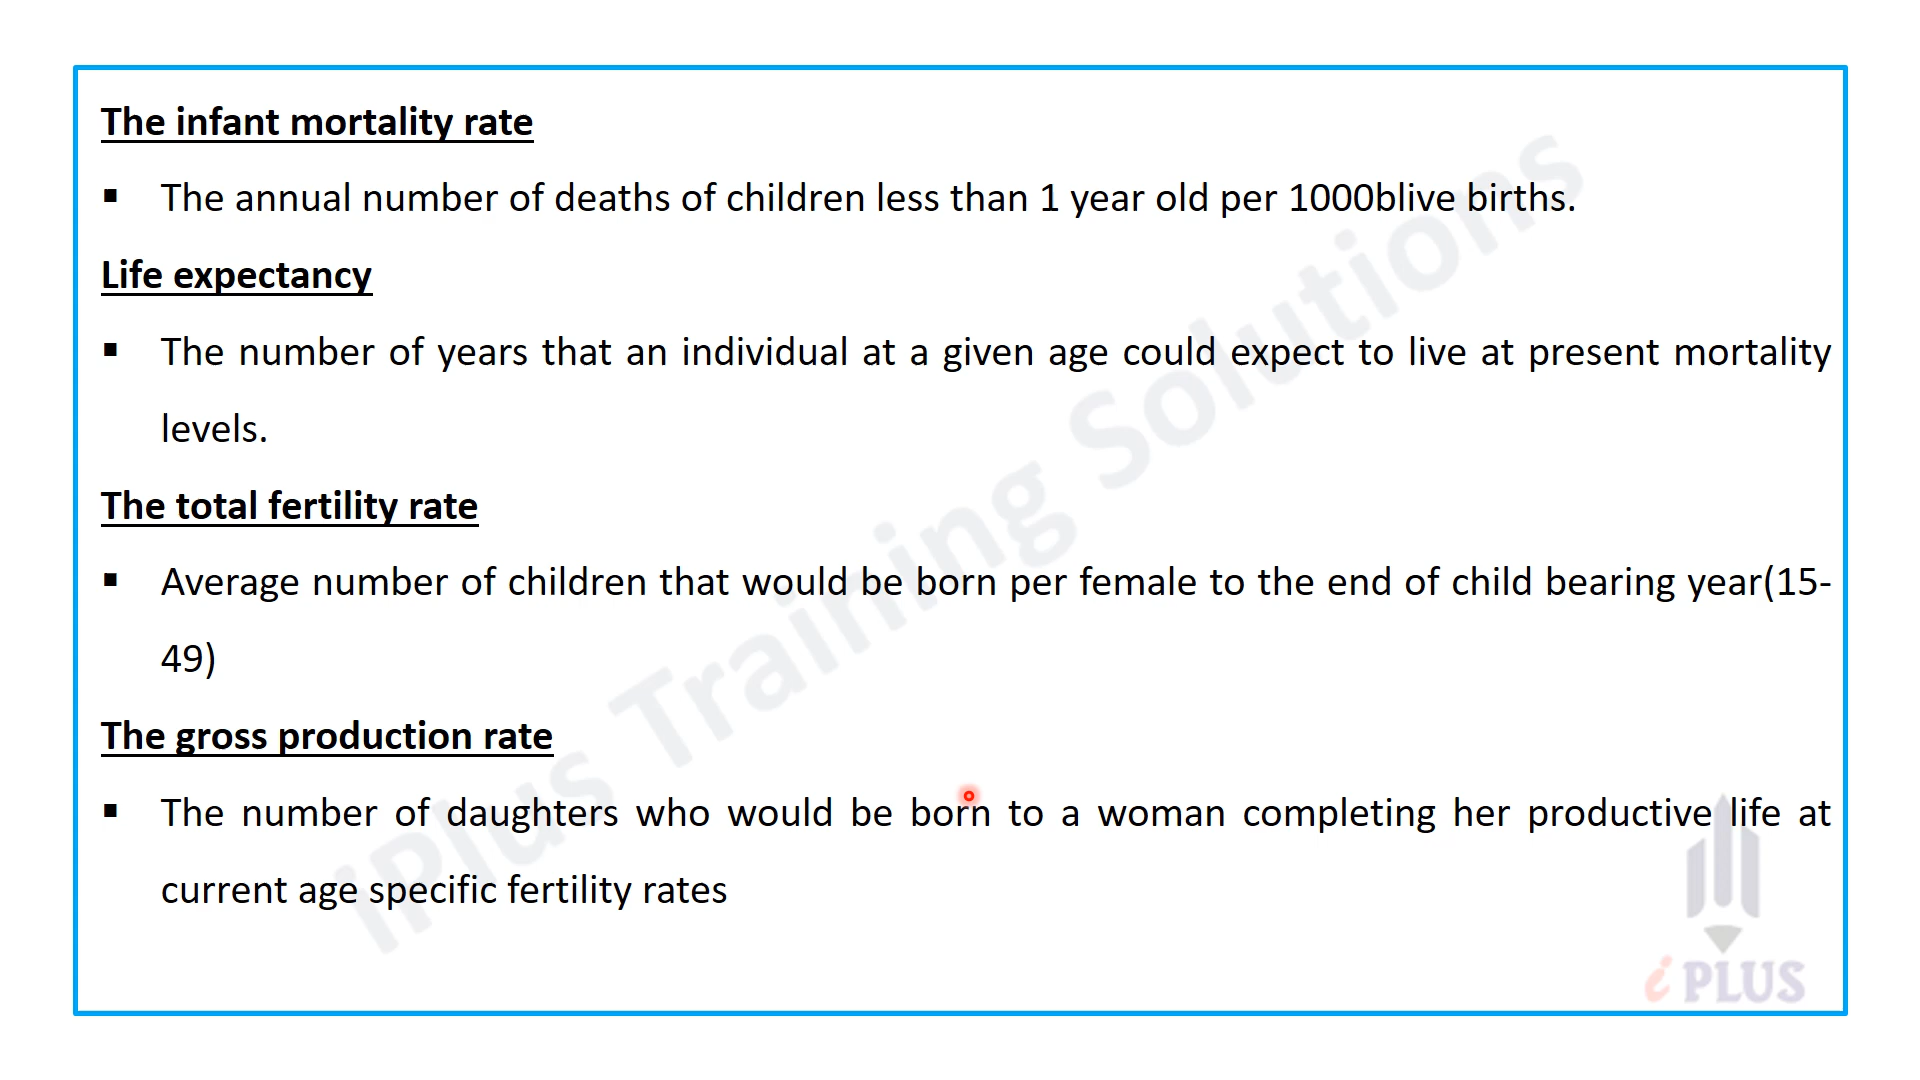 The infant mortality rate
▪ The annual number of deaths of children less than 1 year old per 1000blive births.
Life expectancy
▪ The number of years that an individual at a given age could expect to live at present mortality
levels.
The total fertility rate
▪ Average number of children that would be born per female to the end of child bearing year(15-
49)
The gross production rate
▪ The number of daughters who would be born to a woman completing her productive life at
current age specific fertility rates
iPlus Training Solutions
i PLUS